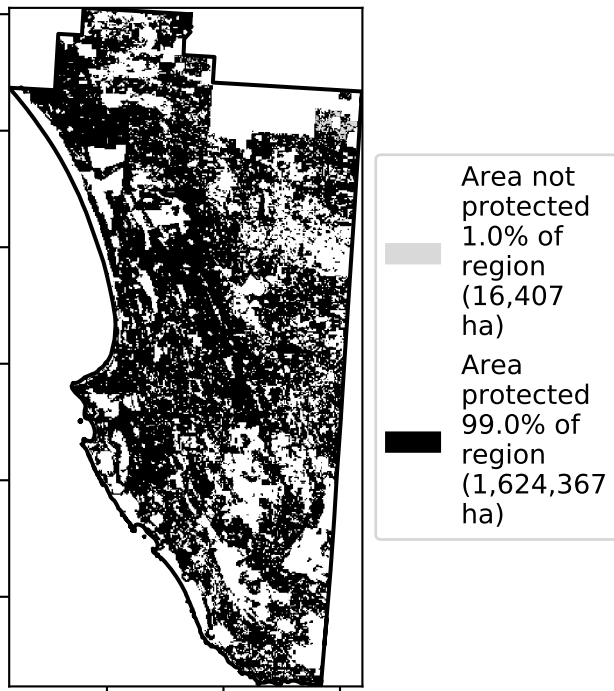 Area not
protected
1.0% of
region
(16,407
ha)
Area
protected
99.0% of
region
(1,624,367
ha)